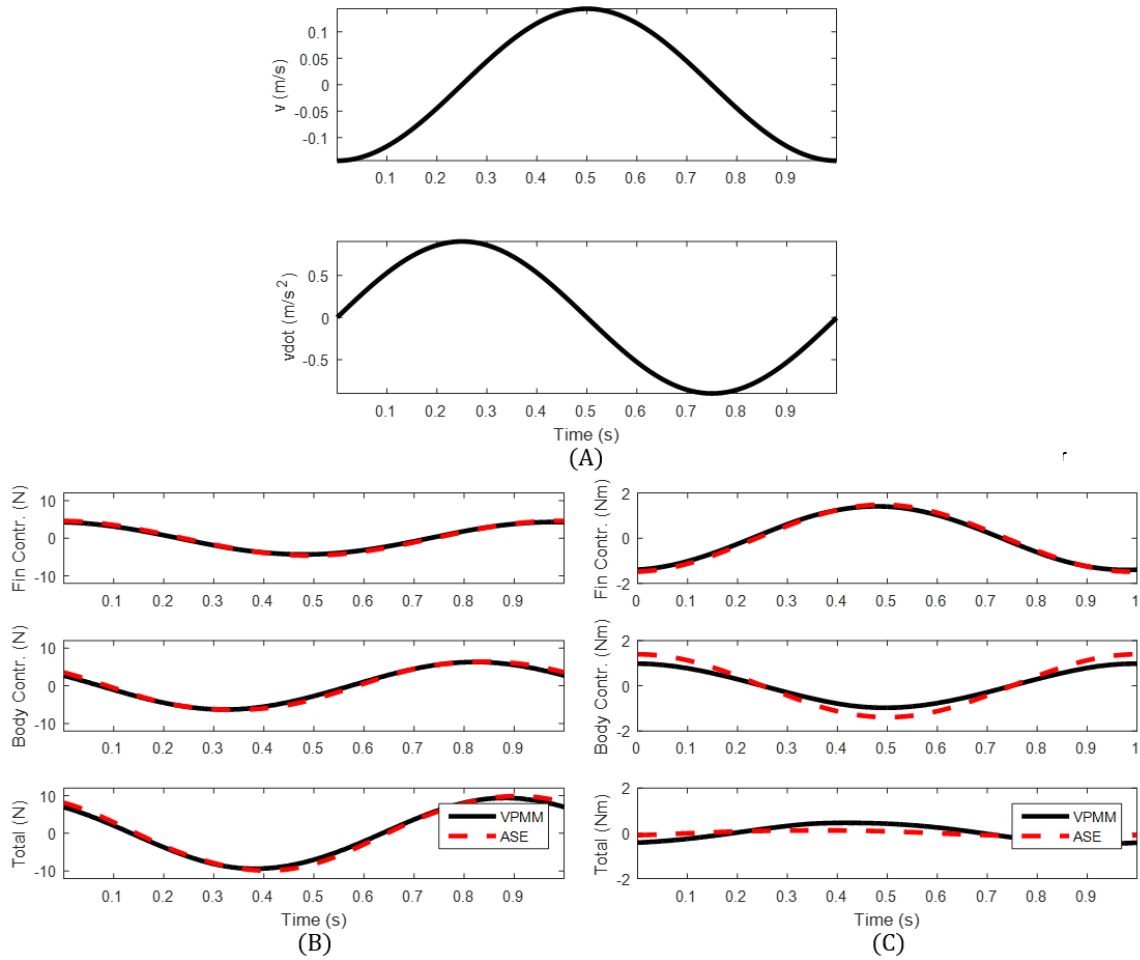 v (m/s)
0.1
0.05
0
-0.05
-0.1
0.1 0.2 0.3 0.4 0.5 0.6 0.7 0.8 0.9
vdot (m/s²)
0.5
0
-0.5
0.1 0.2 0.3 0.4 0.5 0.6 0.7 0.8 0.9
Time (s)
(A)
Fin Contr. (N)
10
0
-10
0.1 0.2 0.3 0.4 0.5 0.6 0.7 0.8 0.9
Body Contr. (N)
10
0
-10
0.1 0.2 0.3 0.4 0.5 0.6 0.7 0.8 0.9
Total (N)
10
0
-10
VPMM
ASE
0.1 0.2 0.3 0.4 0.5 0.6 0.7 0.8 0.9
Time (s)
(B)
Fin Contr. (Nm)
2
0
-2
0 0.1 0.2 0.3 0.4 0.5 0.6 0.7 0.8 0.9 1
Body Contr. (Nm)
2
0
-2
0 0.1 0.2 0.3 0.4 0.5 0.6 0.7 0.8 0.9 1
Total (Nm)
2
0
-2
VPMM
ASE
0 0.1 0.2 0.3 0.4 0.5 0.6 0.7 0.8 0.9 1
Time (s)
(C)